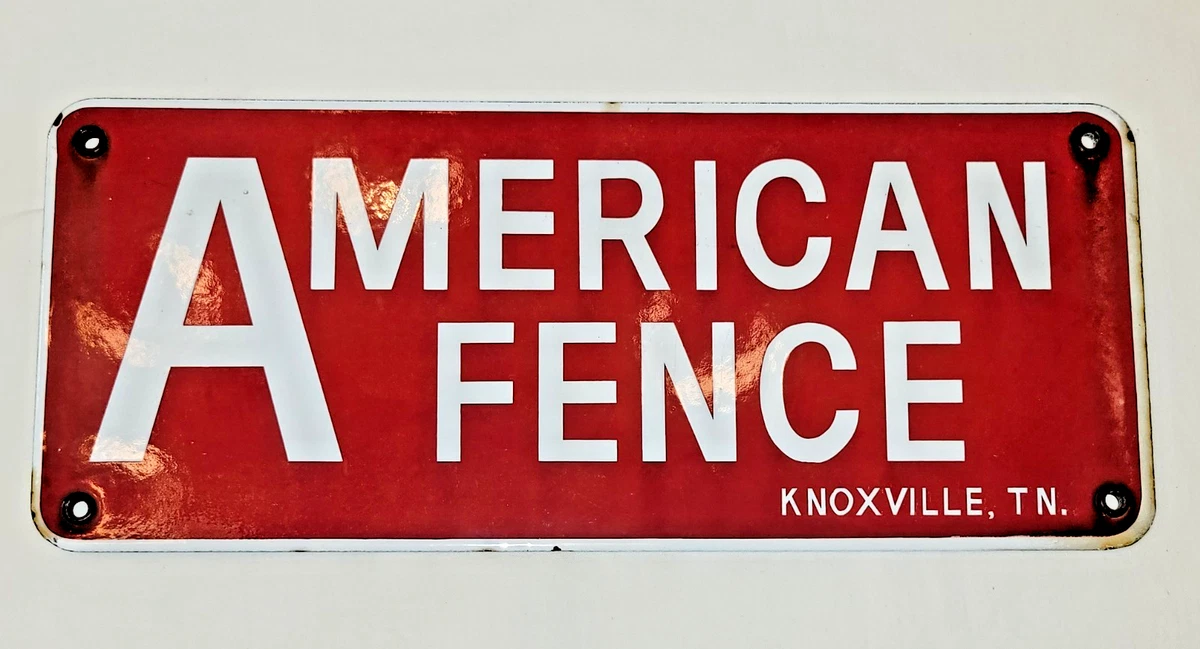 AMERICAN
FENCE
KNOXVILLE, TN.